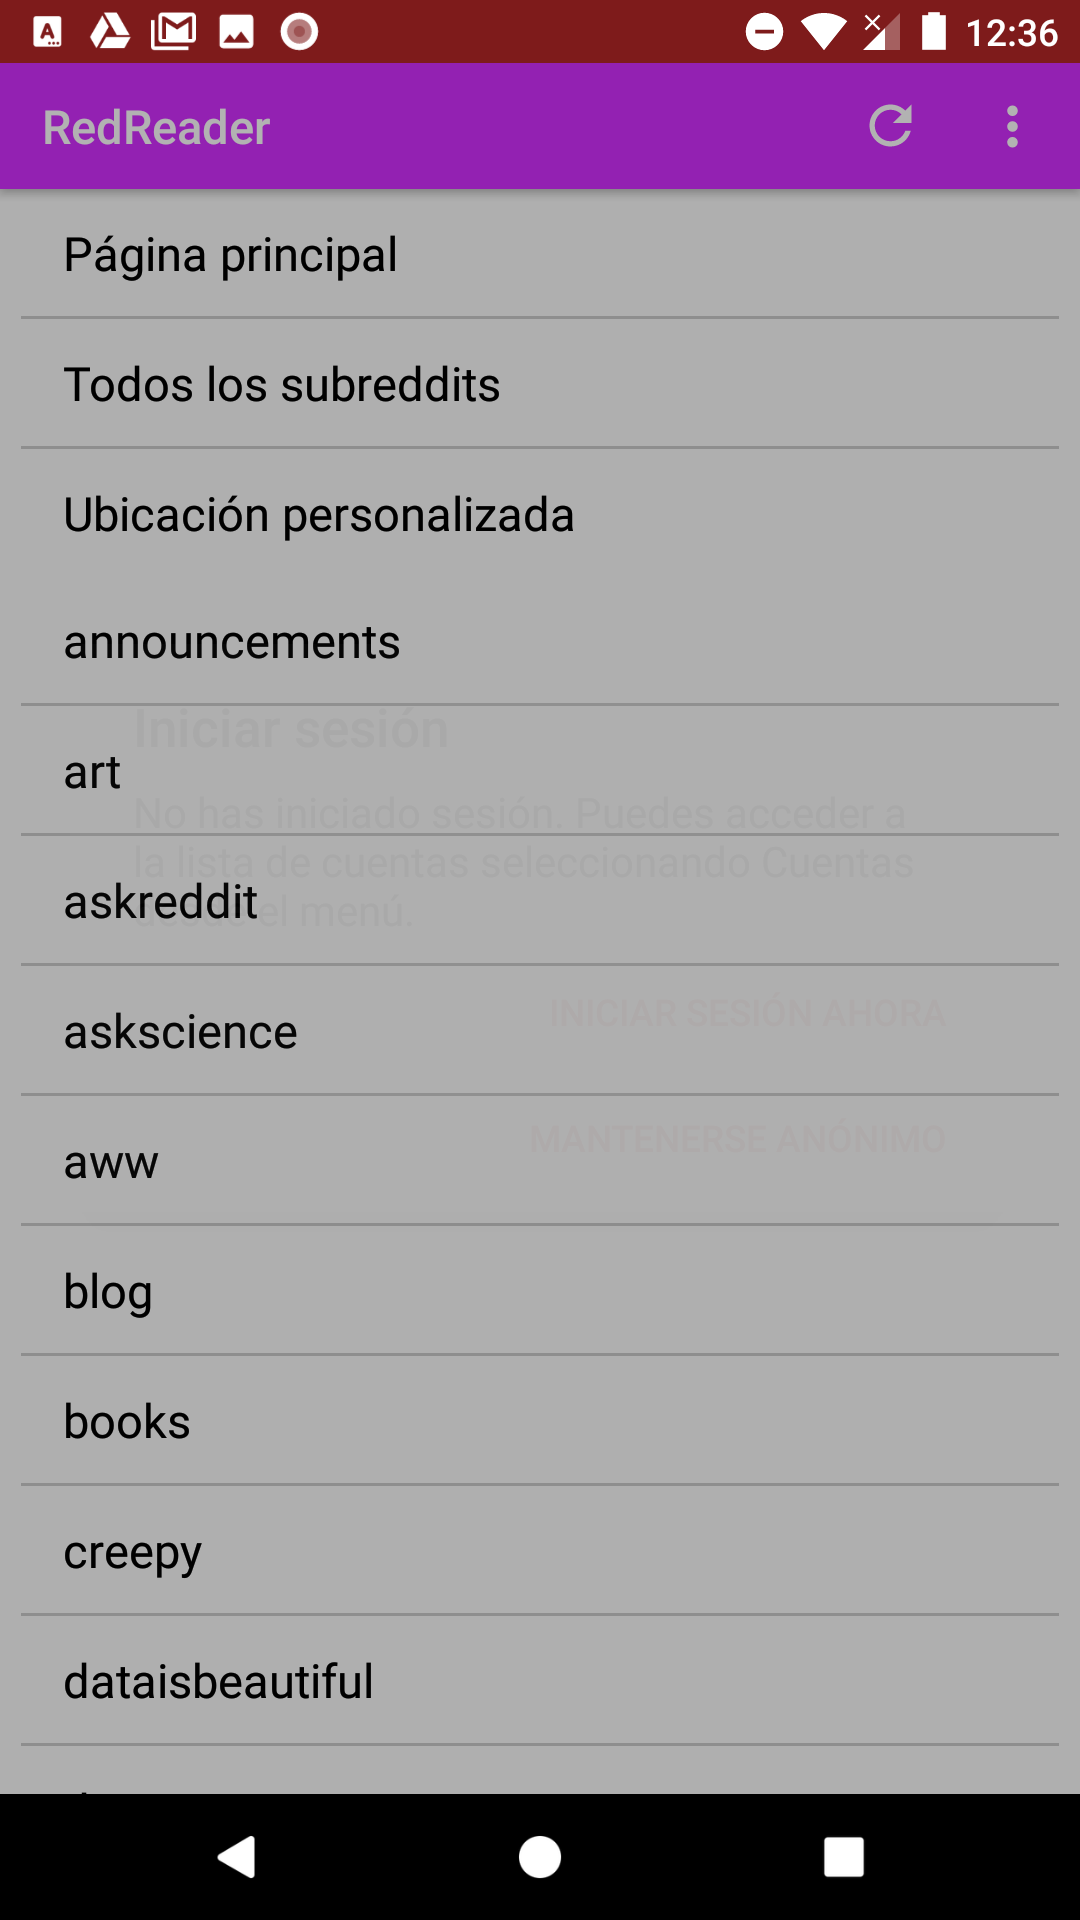 12:36
RedReader
Página principal
Todos los subreddits
Ubicación personalizada
announcements
Iniciar sesión
art
No has iniciado sesión. Puedes acceder a
la lista de cuentas seleccionando Cuentas
askreddit
el menú.
INICIAR SESIÓN AHORA
askscience
MANTENERSE ANÓNIMO
aww
blog
books
creepy
dataisbeautiful